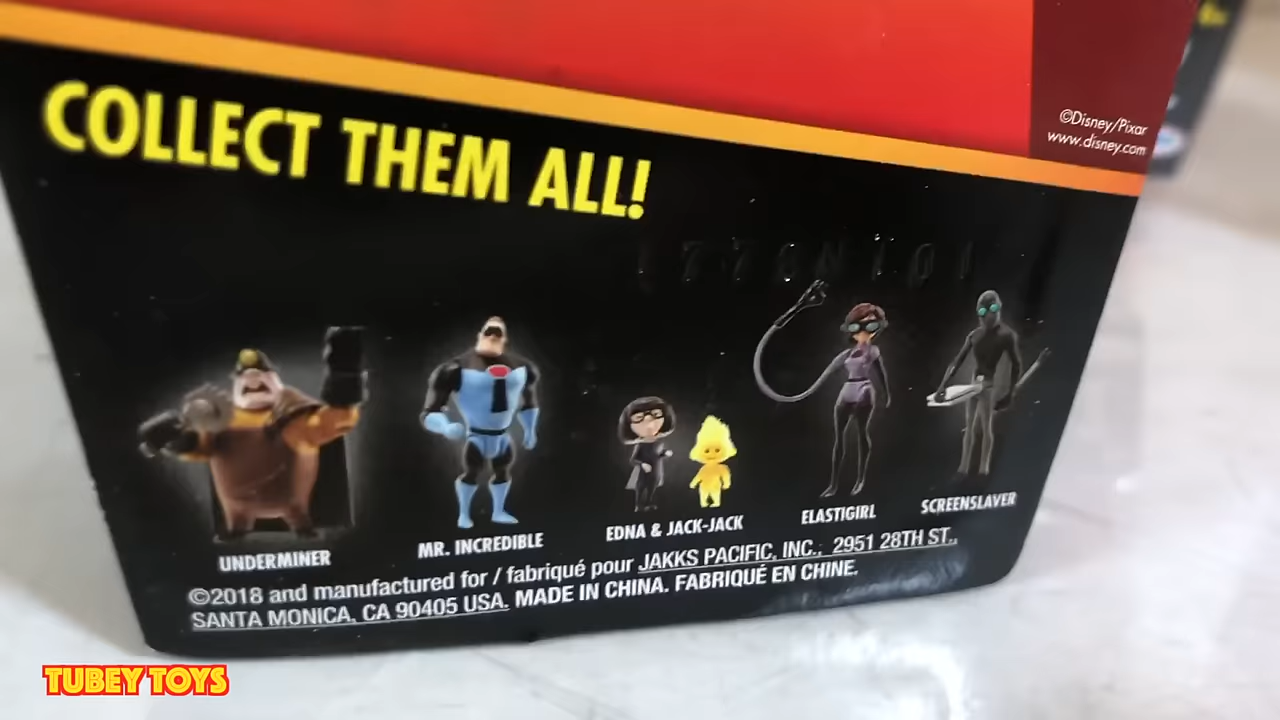 ©Disney/Pixar
www.disney.com
COLLECT THEM ALL!
UNDERMINER
MR. INCREDIBLE
EDNA & JACK-JACK
ELASTIGIRL
SCREENSLAVER
©2018 and manufactured for / fabriqué pour JAKKS PACIFIC, INC., 2951 28TH ST.,
SANTA MONICA, CA 90405 USA. MADE IN CHINA. FABRIQUÉ EN CHINE.
TUBEY TOYS